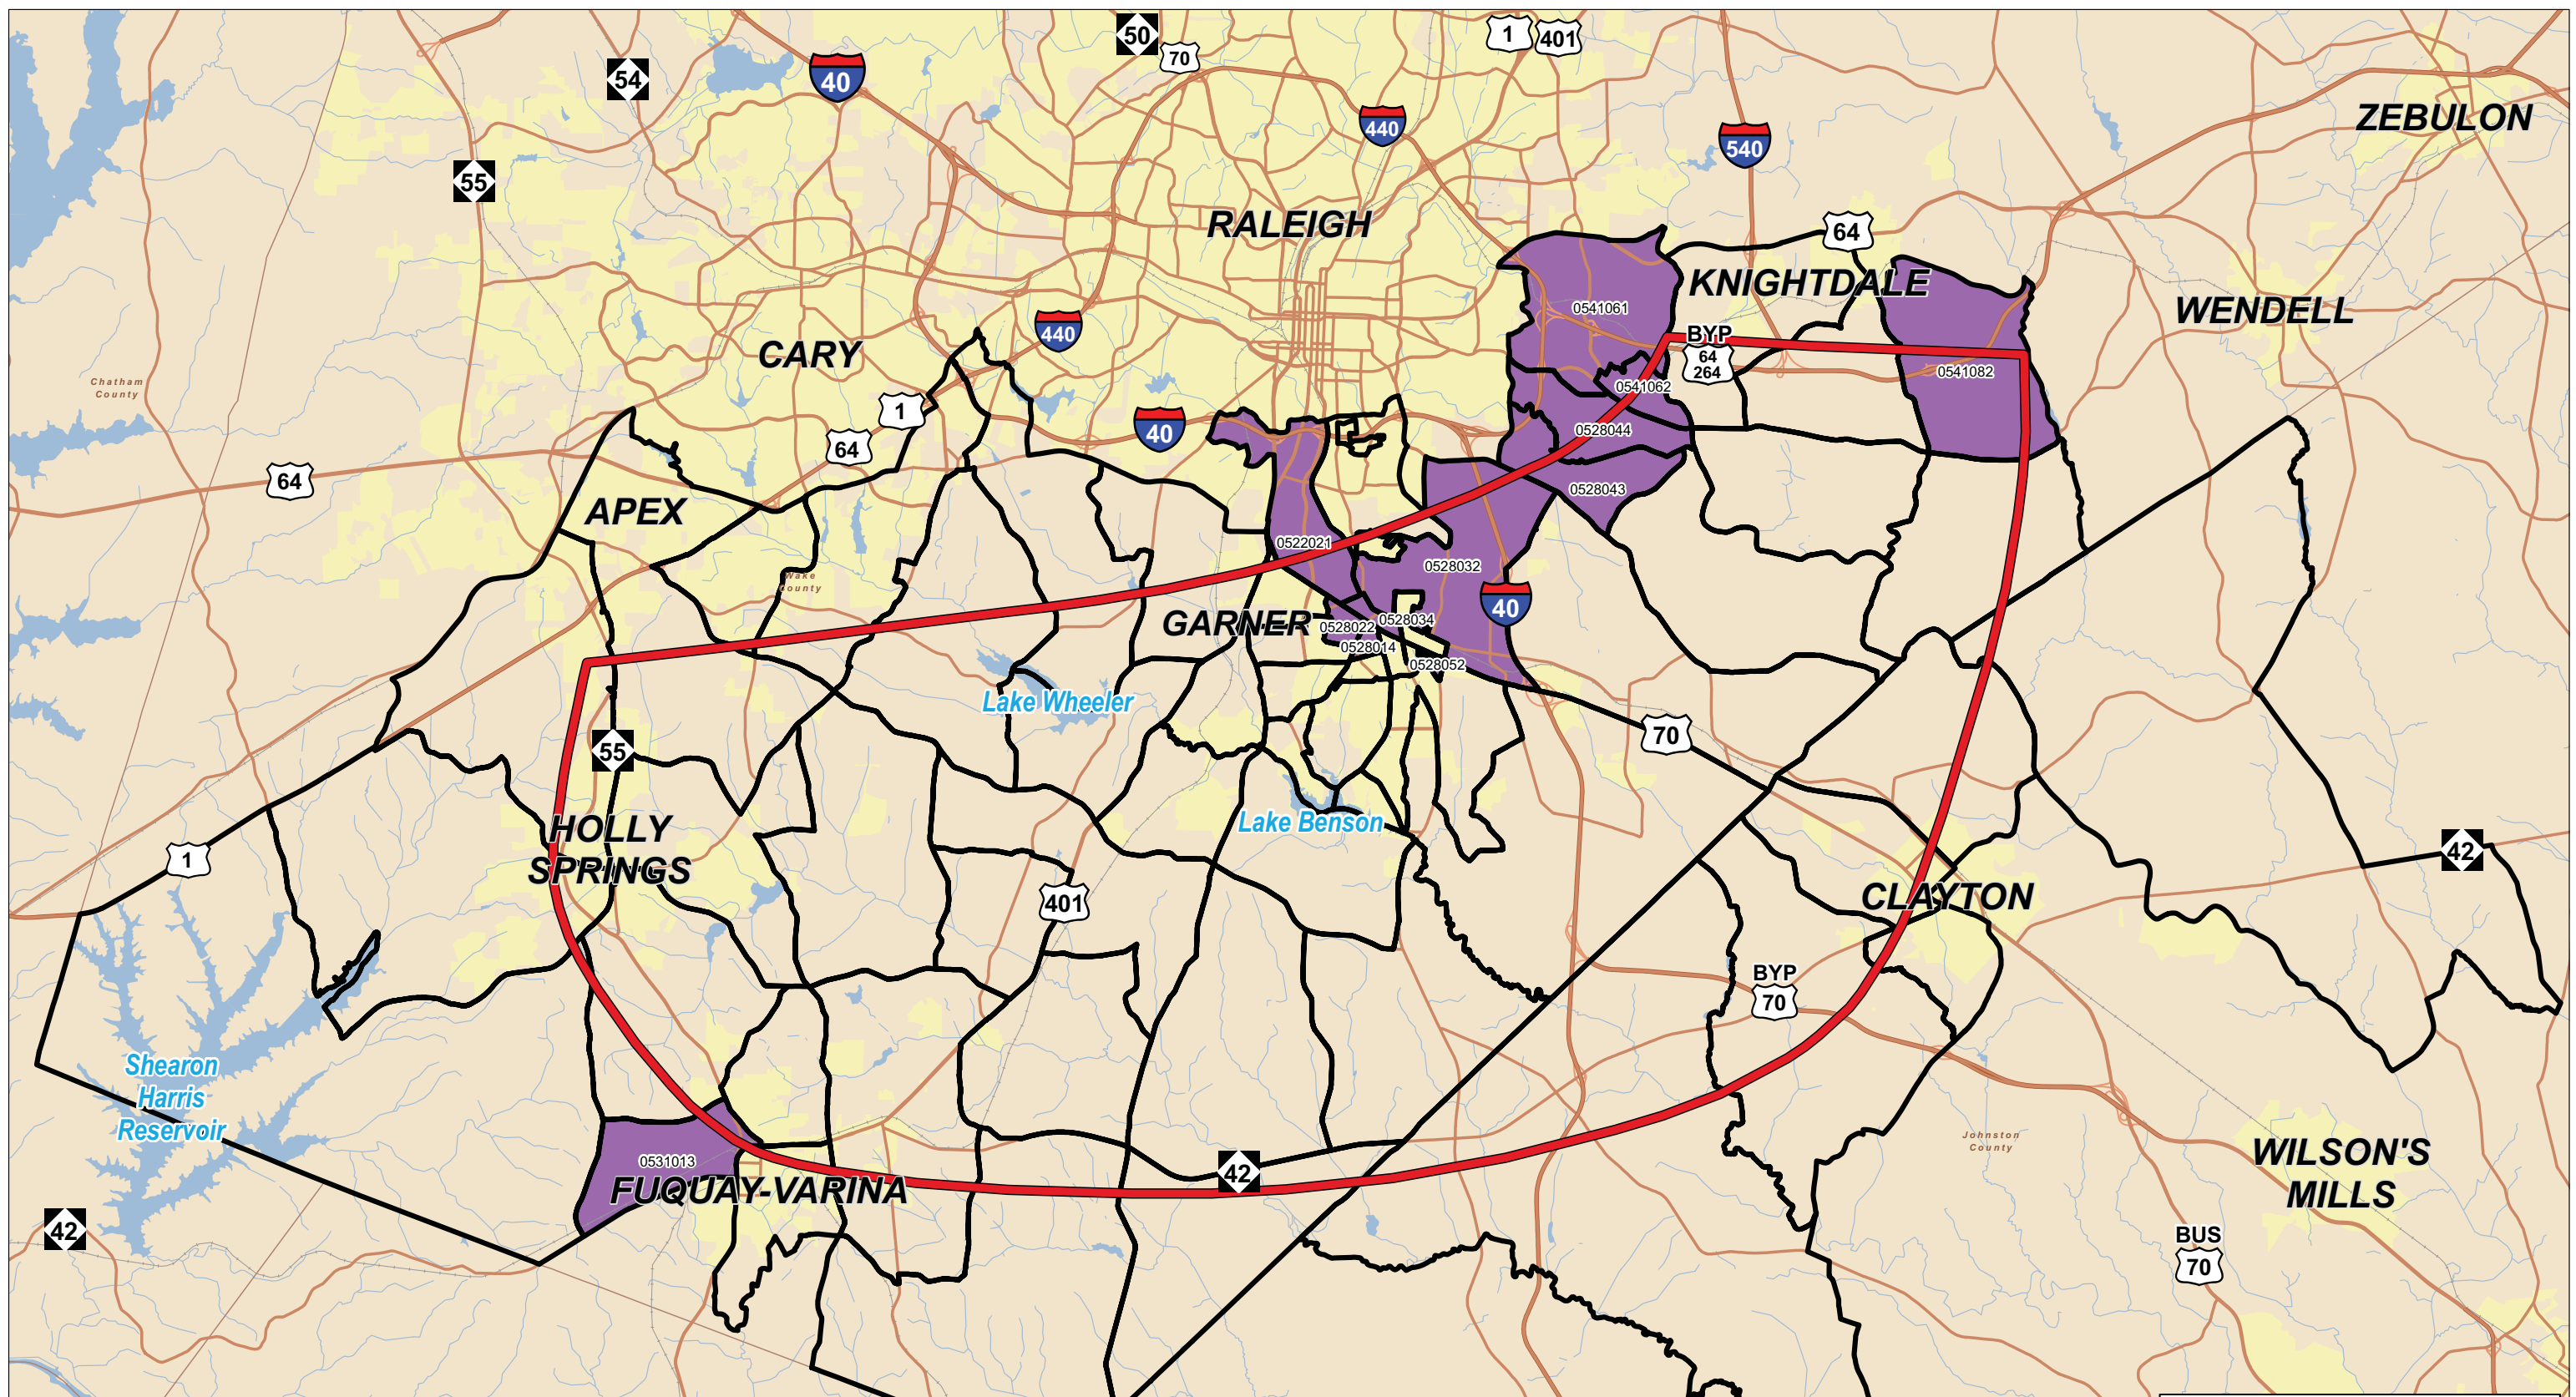 50
70
1
401
54
40
440
540
ZEBULON
55
RALEIGH
64
KNIGHTDALE
WENDELL
0541061
440
CARY
BYP
64
264
0541062
0541082
Chatham
County
1
64
40
0528044
64
APEX
0528043
0522021
0528032
Wake
County
40
GARNER
0528022
0528034
0528014
0528052
Lake Wheeler
55
70
HOLLY
SPRINGS
Lake Benson
1
42
401
CLAYTON
BYP
70
Shearon
Harris
Reservoir
Johnston
County
0531013
FUQUAY-VARINA
42
WILSON'S
MILLS
42
BUS
70